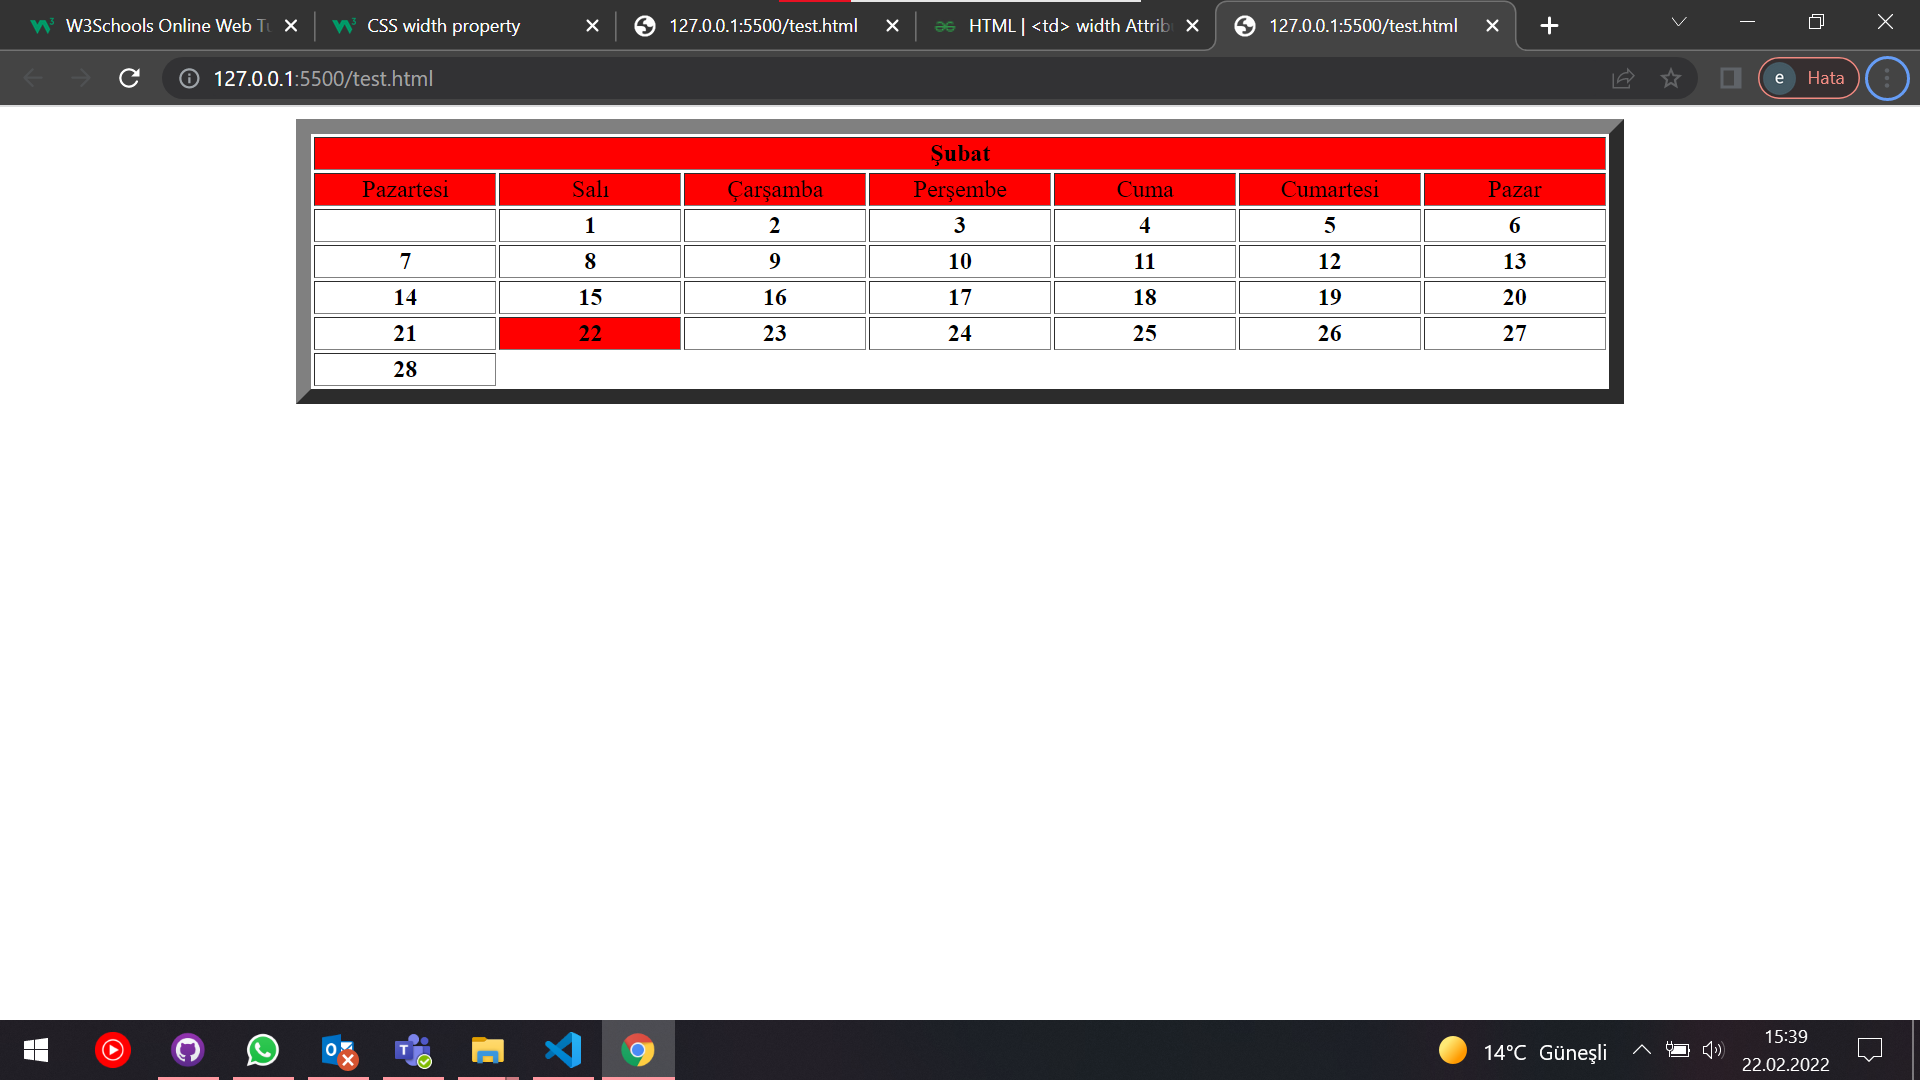 W3Schools Online Web Tu
CSS width property
127.0.0.1:5500/test.html
HTML | <td> width Attrib
127.0.0.1:5500/test.html
127.0.0.1:5500/test.html
e Hata
Şubat
Pazartesi Salı Çarşamba Perşembe Cuma Cumartesi Pazar
1 2 3 4 5 6
7 8 9 10 11 12 13
14 15 16 17 18 19 20
21 22 23 24 25 26 27
28
14°C Güneşli
15:39
22.02.2022